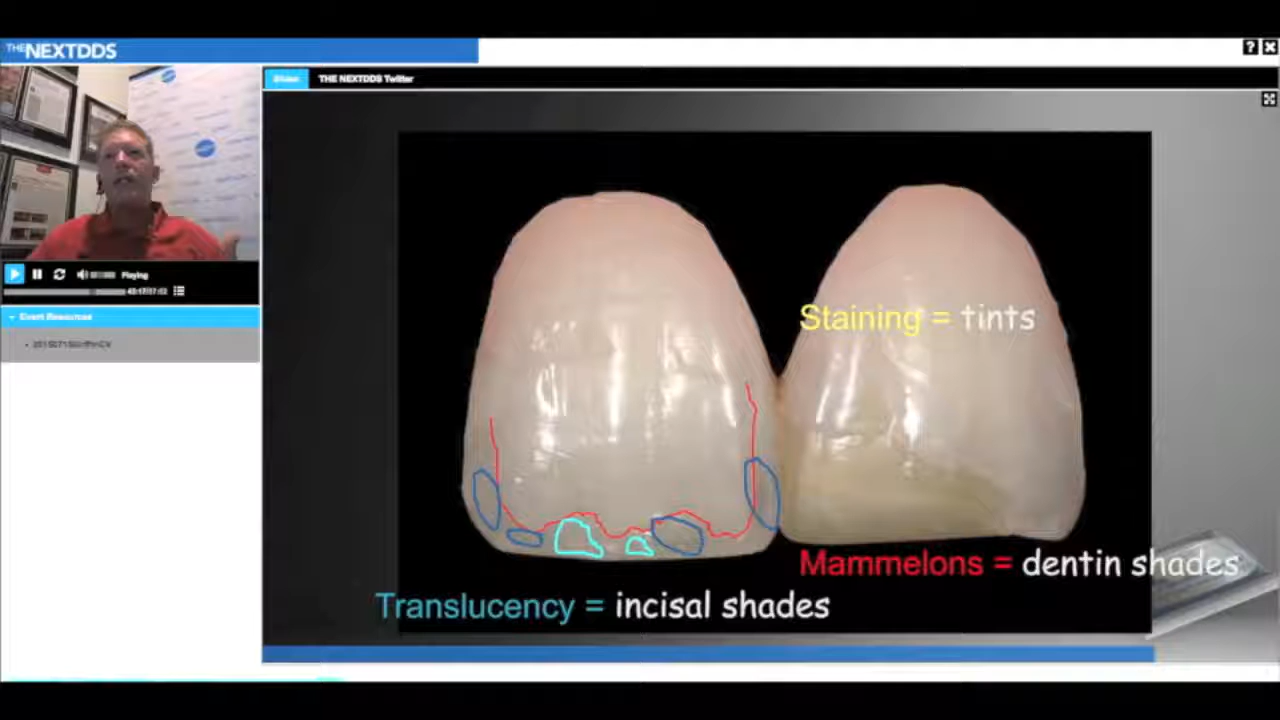 THE NEXTDDS
? ×
Slides THE NEXTDDS Twitter
Playing
Event Resources
Staining = tints
Mammelons = dentin shades
Translucency = incisal shades